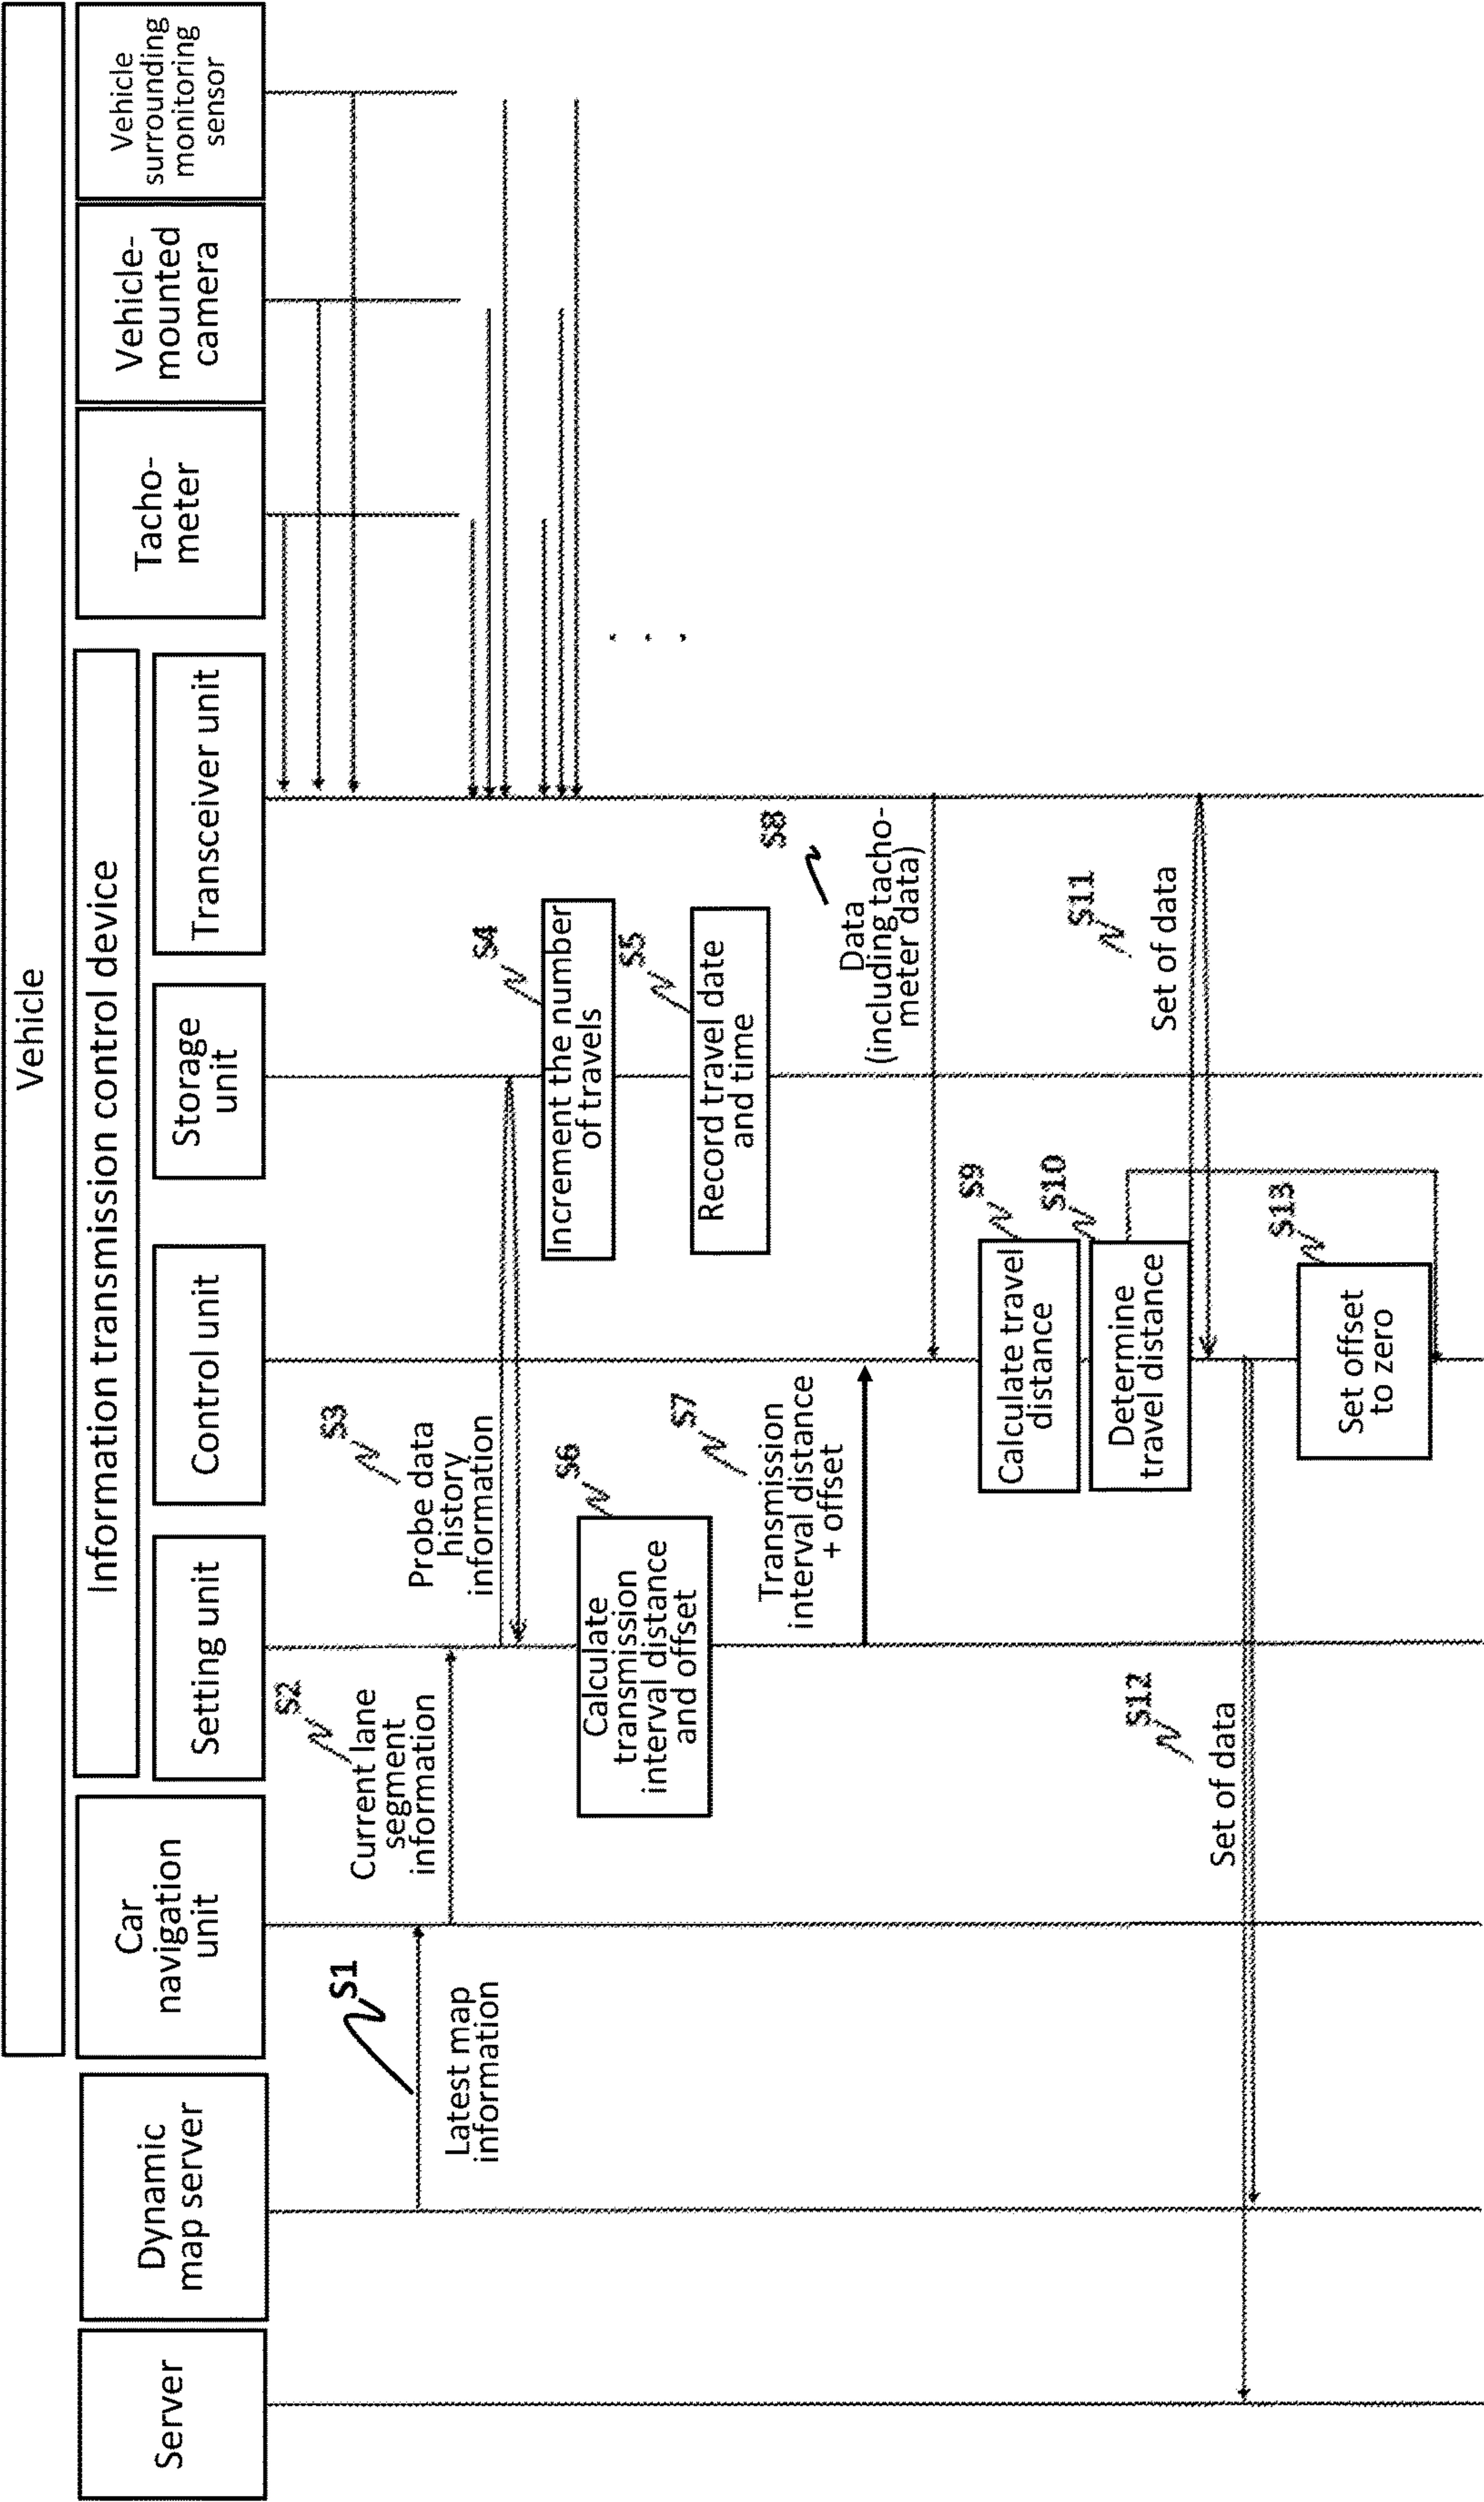 Vehicle
Information transmission control device
Server
Dynamic
map server
Car
navigation
unit
Setting unit
Control unit
Storage
unit
Transceiver unit
Tacho-
meter
Vehicle-
mounted
camera
Vehicle
surrounding
monitoring
sensor
S1
Latest map
information
S2
Current lane
segment
information
S3
Probe data
history
information
S4
Increment the number
of travels
S5
Record travel date
and time
S6
Calculate
transmission
interval distance
and offset
S7
Transmission
interval distance
+ offset
S8
Data
(including tacho-
meter data)
S9
Calculate travel
distance
S10
Determine
travel distance
S11
Set of data
S12
Set of data
S13
Set offset
to zero